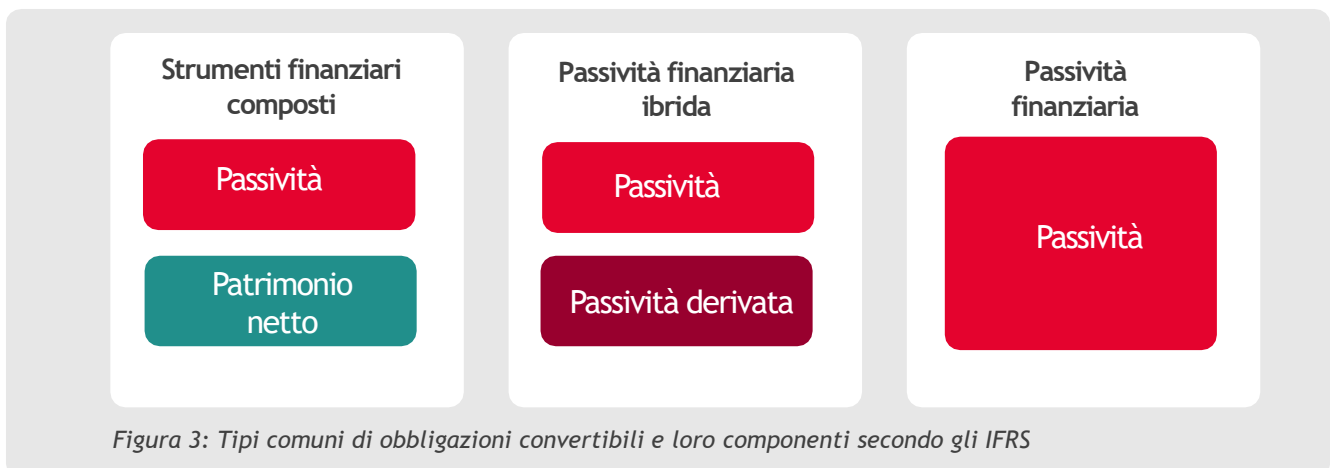 Strumenti finanziari
composti
Passività
Patrimonio
netto
Passività finanziaria
ibrida
Passività
Passività derivata
Passività
finanziaria
Passività
Figura 3: Tipi comuni di obbligazioni convertibili e loro componenti secondo gli IFRS